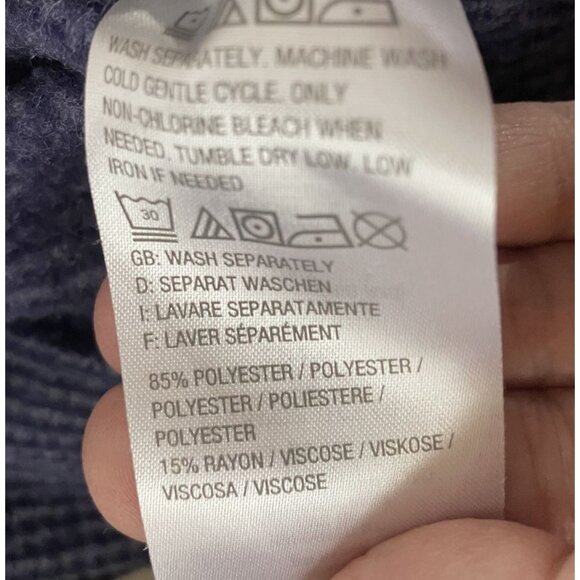 WASH SEPARATELY. MACHINE WASH
COLD GENTLE CYCLE. ONLY
NON-CHLORINE BLEACH WHEN
NEEDED. TUMBLE DRY LOW. LOW
IRON IF NEEDED
30
GB: WASH SEPARATELY
D: SEPARAT WASCHEN
I: LAVARE SEPARATAMENTE
F: LAVER SÉPARÉMENT
85% POLYESTER / POLYESTER /
POLYESTER / POLIESTERE /
POLYESTER
15% RAYON / VISCOSE / VISKOSE /
VISCOSA / VISCOSE